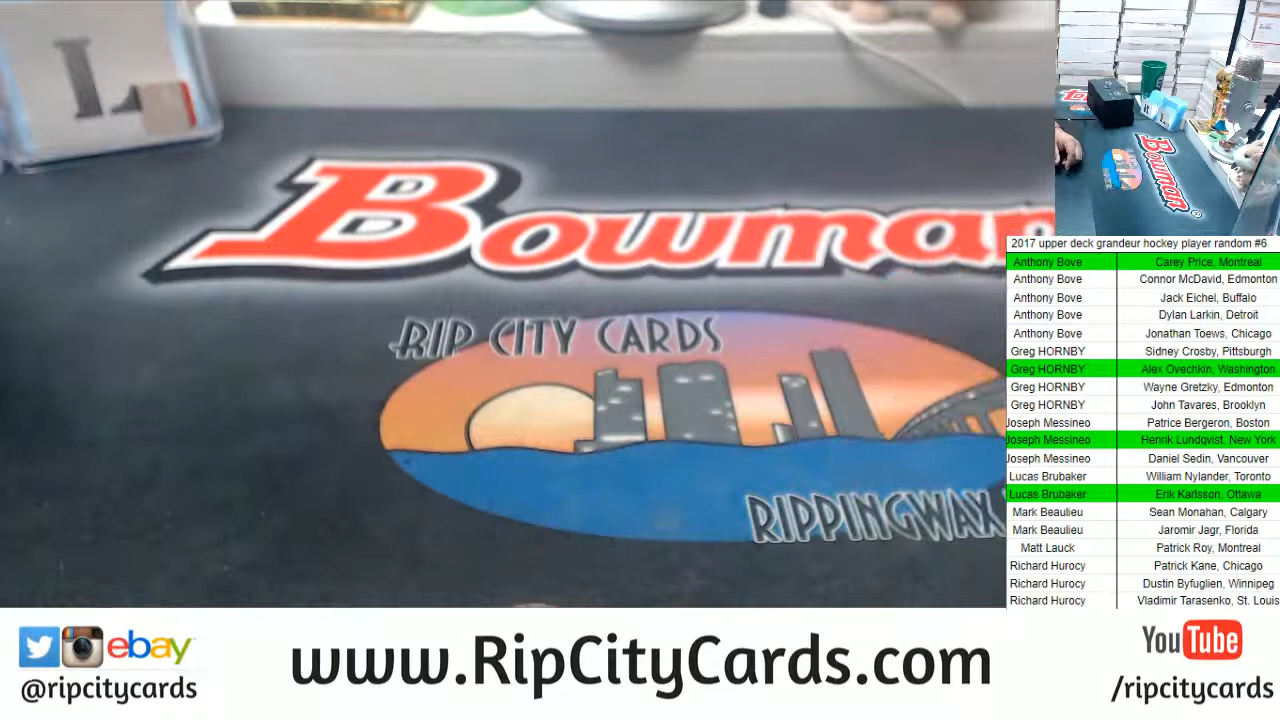 L
Bowman
RIP CITY CARDS
RIPPINGWAX
Bowman
2017 upper deck grandeur hockey player random #6
Anthony Bove Carey Price, Montreal
Anthony Bove Connor McDavid, Edmonton
Anthony Bove Jack Eichel, Buffalo
Anthony Bove Dylan Larkin, Detroit
Anthony Bove Jonathan Toews, Chicago
Greg HORNBY Sidney Crosby, Pittsburgh
Greg HORNBY Alex Ovechkin, Washington
Greg HORNBY Wayne Gretzky, Edmonton
Greg HORNBY John Tavares, Brooklyn
Joseph Messineo Patrice Bergeron, Boston
Joseph Messineo Henrik Lundqvist, New York
Joseph Messineo Daniel Sedin, Vancouver
Lucas Brubaker William Nylander, Toronto
Lucas Brubaker Erik Karlsson, Ottawa
Mark Beaulieu Sean Monahan, Calgary
Mark Beaulieu Jaromir Jagr, Florida
Matt Lauck Patrick Roy, Montreal
Richard Hurocy Patrick Kane, Chicago
Richard Hurocy Dustin Byfuglien, Winnipeg
Richard Hurocy Vladimir Tarasenko, St. Louis
ebay
@ripcitycards
www.RipCityCards.com
YouTube
/ripcitycards